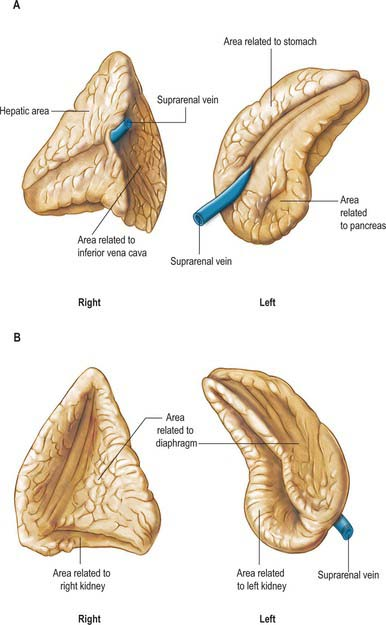 A
Area related to stomach
Suprarenal vein
Hepatic area
Area related to
inferior vena cava
Area
related
to pancreas
Suprarenal vein
Right
Left
B
Area
related to
diaphragm
Area related to
right kidney
Area related
to left kidney
Suprarenal vein
Right
Left